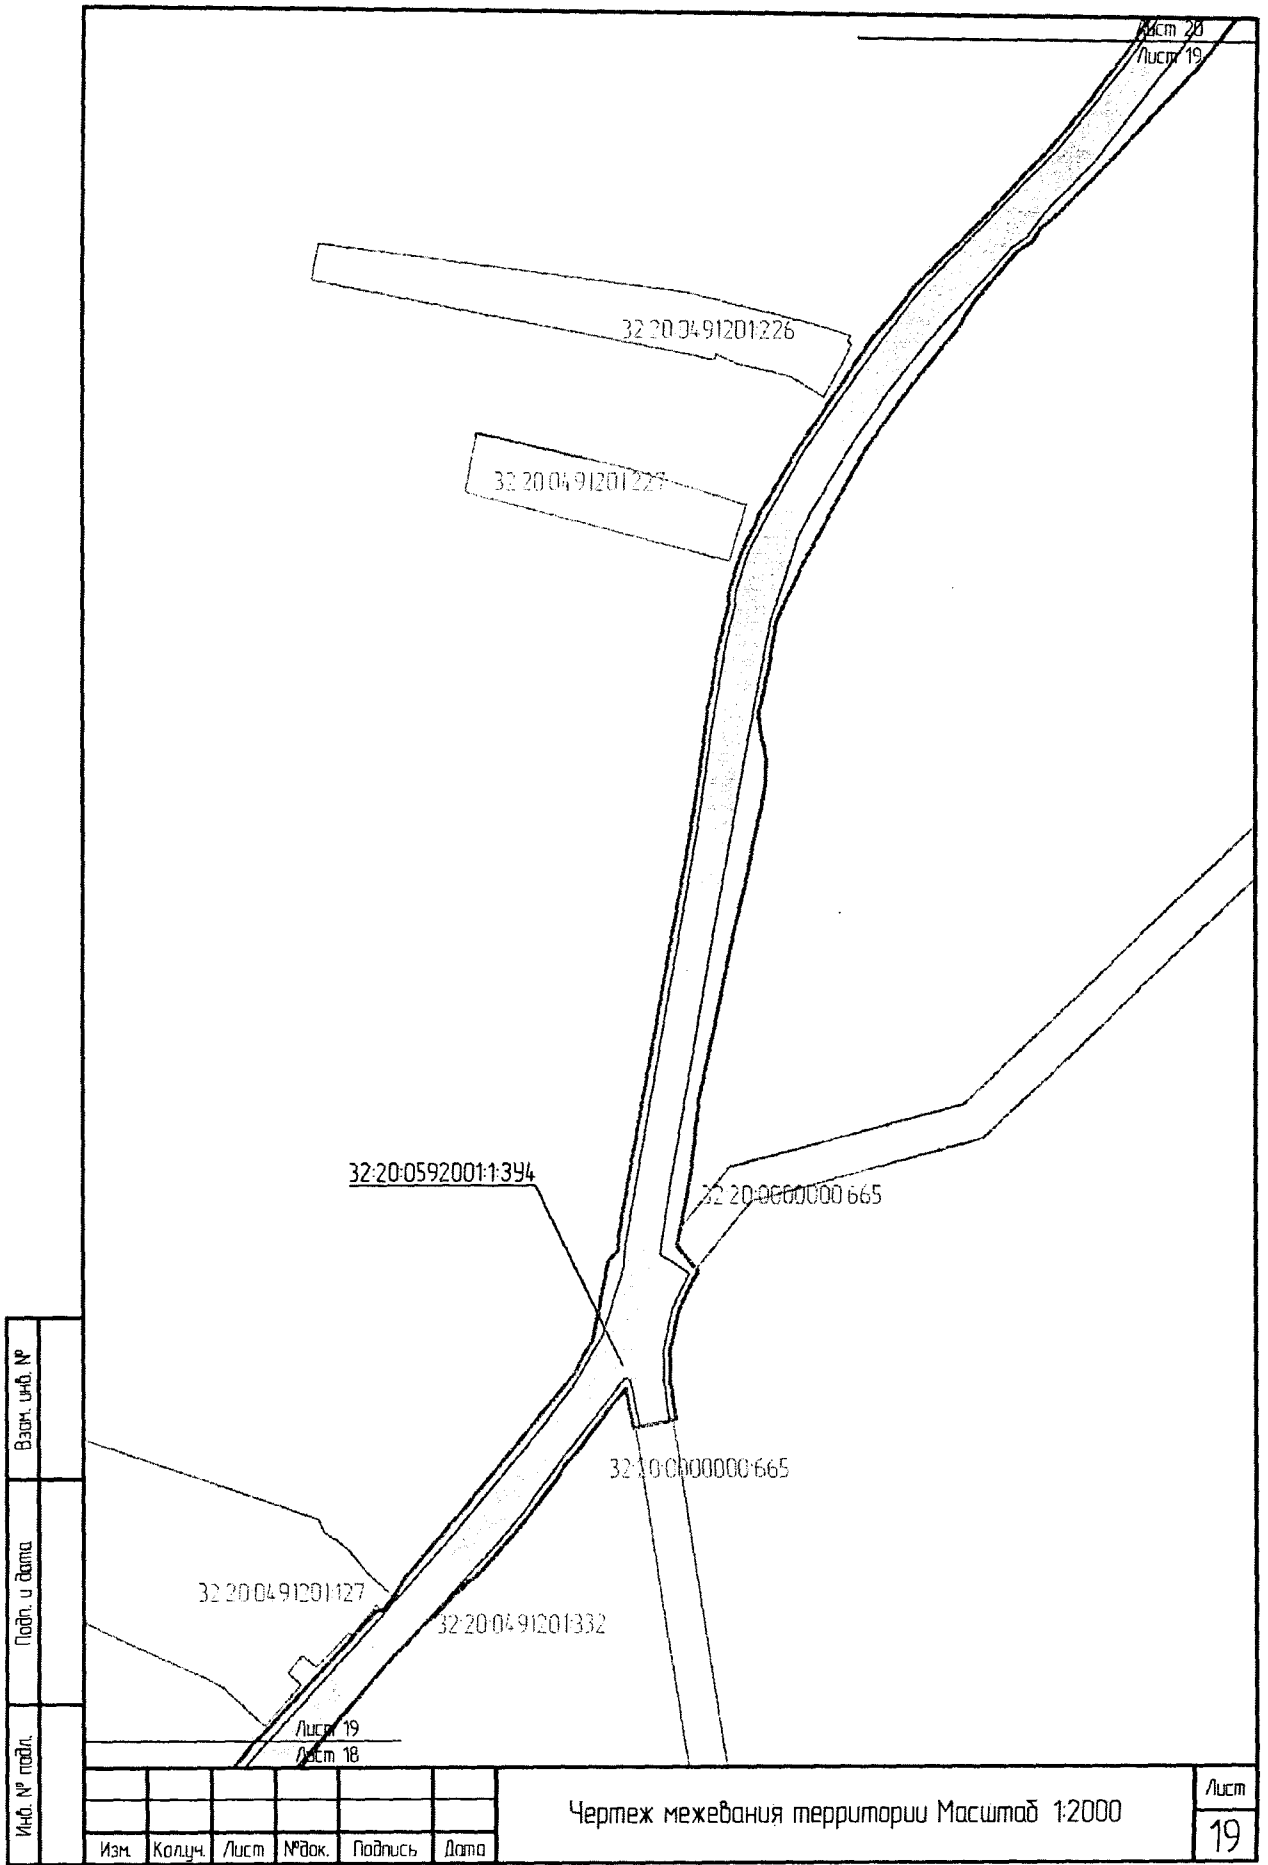 Лист 20
Лист 19
32:20:0491201:226
32:20:0491201:227
32:20:0592001:1:ЗУ4
32:20:0000000:665
32:20:0000000:665
32:20:0491201:127
32:20:0491201:332
Лист 19
Лист 18
Взам. инв. №
Подп. и дата
Инв. № подл.
Изм. Кол.уч. Лист №док. Подпись Дата
Чертеж межевания территории Масштаб 1:2000
Лист
19